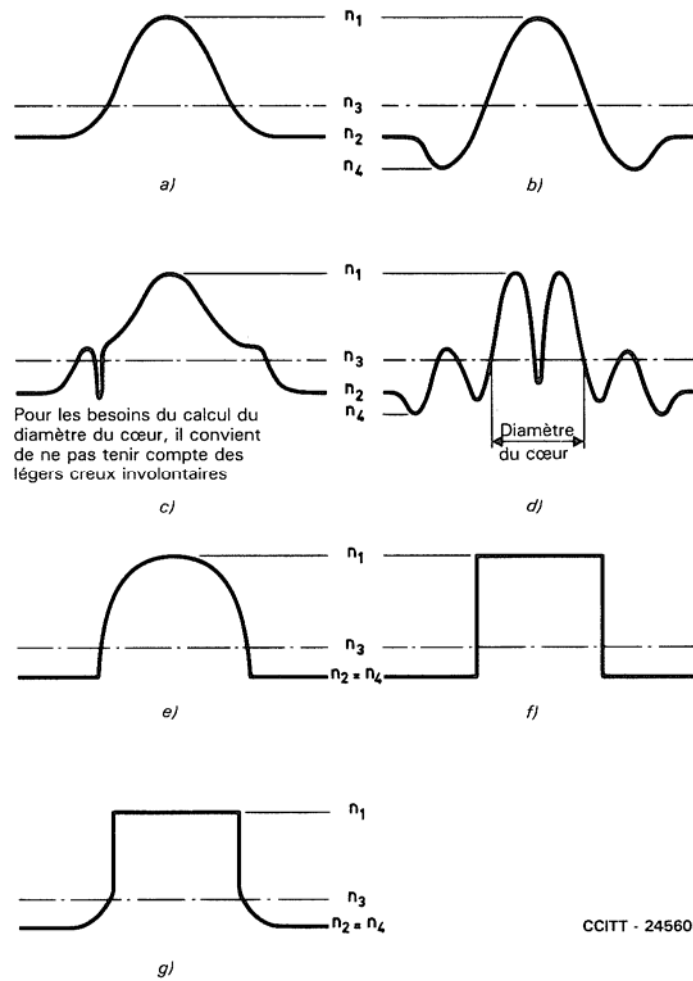 n1
n3
n2
n4
a)
b)
n1
n3
n2
n4
Pour les besoins du calcul du
diamètre du cœur, il convient
de ne pas tenir compte des
légers creux involontaires
Diamètre
du cœur
c)
d)
n1
n3
n2 = n4
e)
f)
n1
n3
n2 = n4
CCITT - 24560
g)